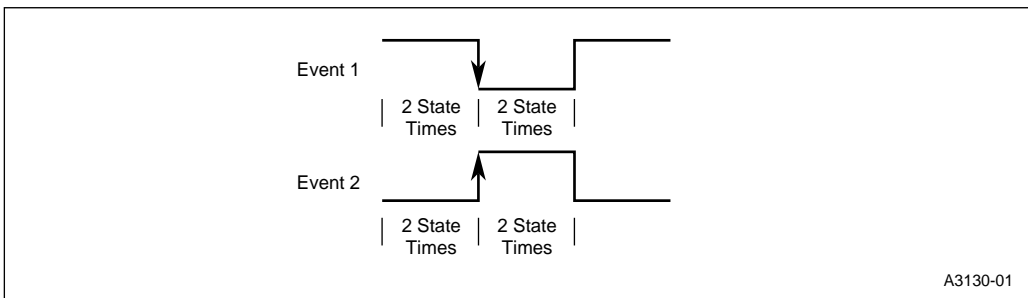 Event 1
2 State 2 State
Times Times
Event 2
2 State 2 State
Times Times
A3130-01